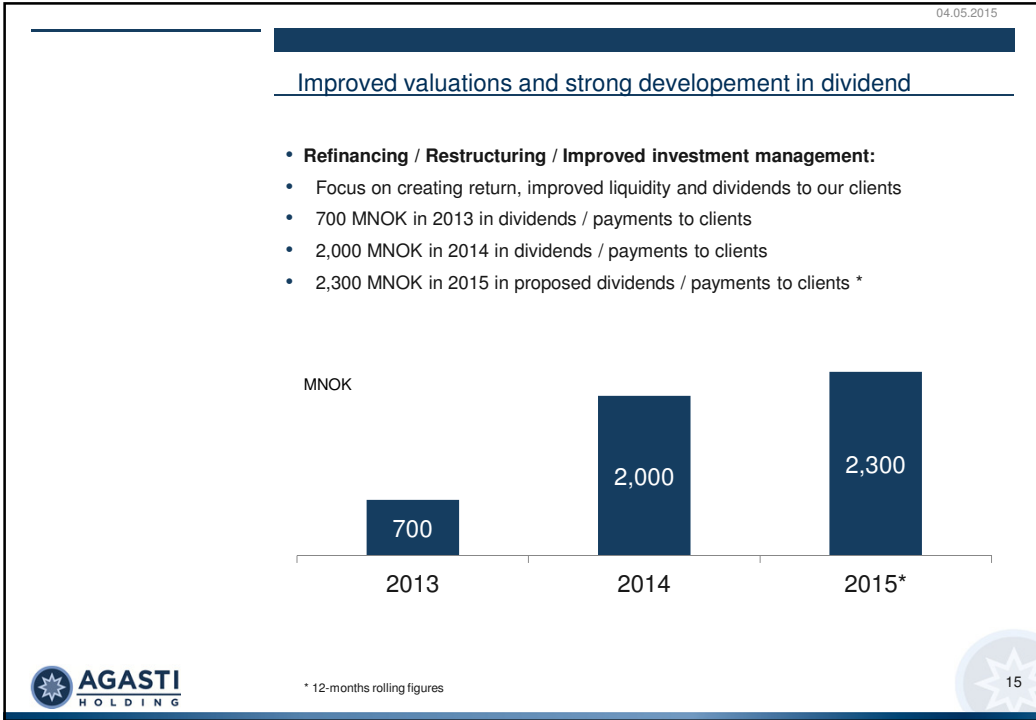 04.05.2015
Improved valuations and strong developement in dividend
• Refinancing / Restructuring / Improved investment management:
• Focus on creating return, improved liquidity and dividends to our clients
• 700 MNOK in 2013 in dividends / payments to clients
• 2,000 MNOK in 2014 in dividends / payments to clients
• 2,300 MNOK in 2015 in proposed dividends / payments to clients *
MNOK
700
2,000
2,300
2013
2014
2015*
AGASTI
HOLDING
* 12-months rolling figures
15